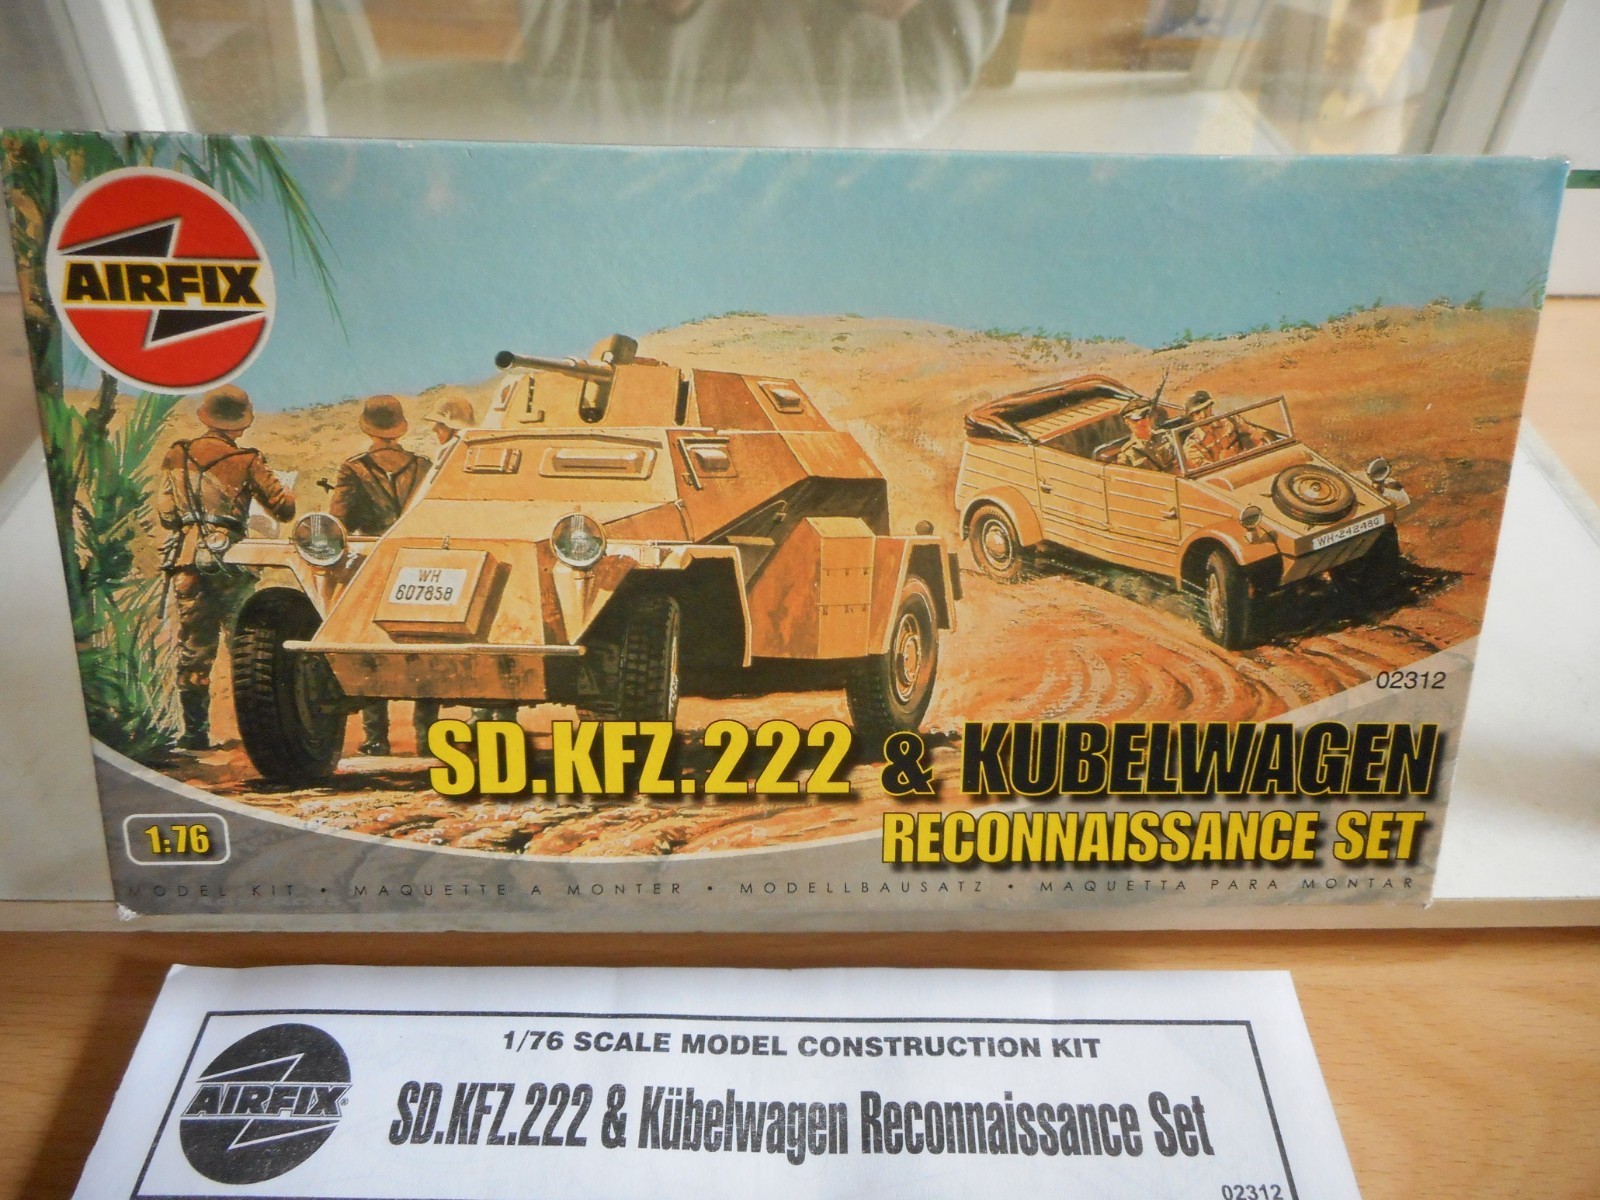 AIRFIX
WH
607858
WH-242480
02312
SD.KFZ.222 & KUBELWAGEN
RECONNAISSANCE SET
1:76
MODEL KIT • MAQUETTE A MONTER • MODELLBAUSATZ • MAQUETTA PARA MONTAR
1/76 SCALE MODEL CONSTRUCTION KIT
AIRFIX®
SD.KFZ.222 & Kübelwagen Reconnaissance Set
02312